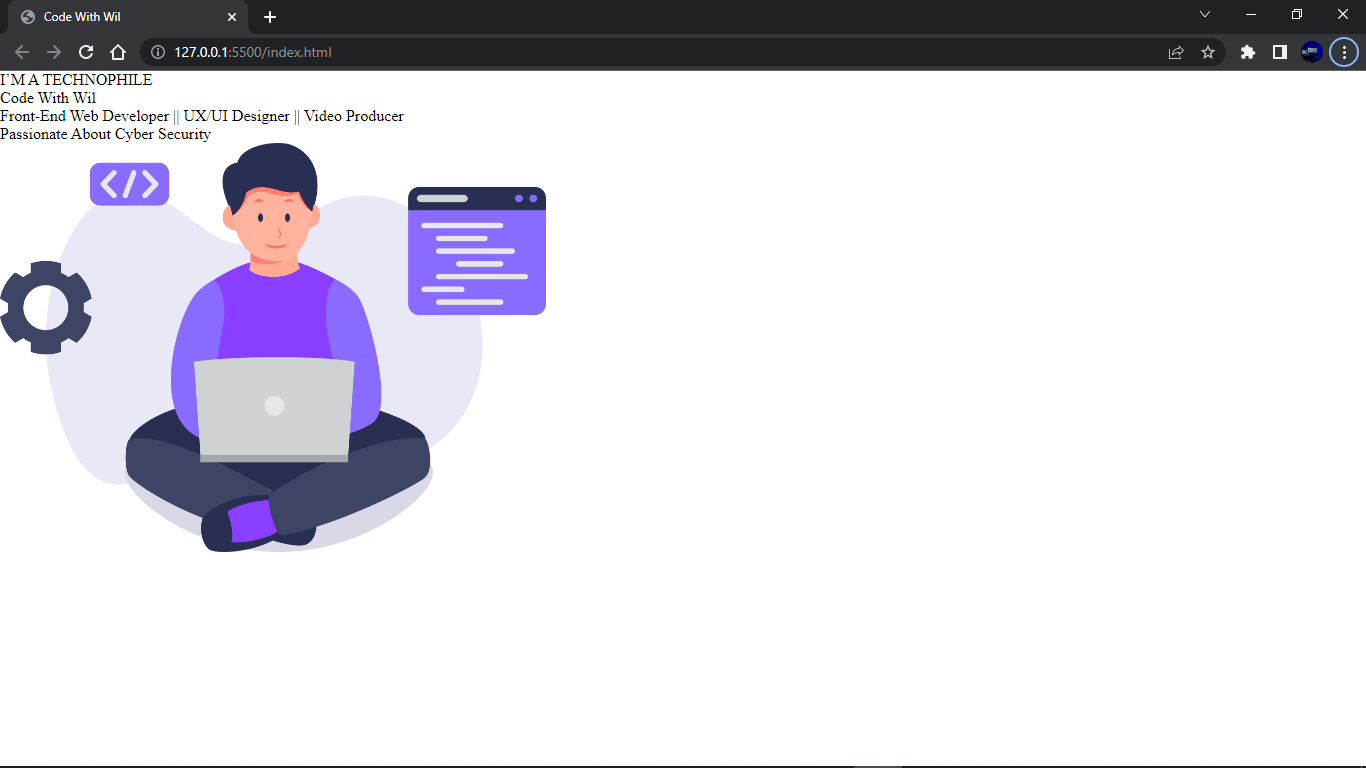 Code With Wil
127.0.0.1:5500/index.html
I'M A TECHNOPHILE
Code With Wil
Front-End Web Developer || UX/UI Designer || Video Producer
Passionate About Cyber Security
</>